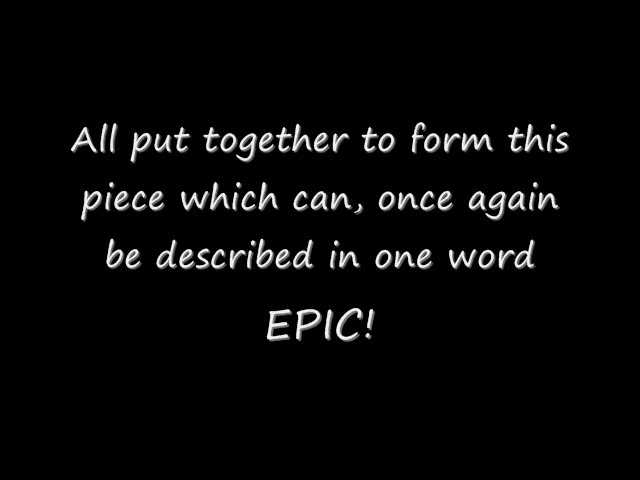 All put together to form this
piece which can, once again
be described in one word
EPIC!